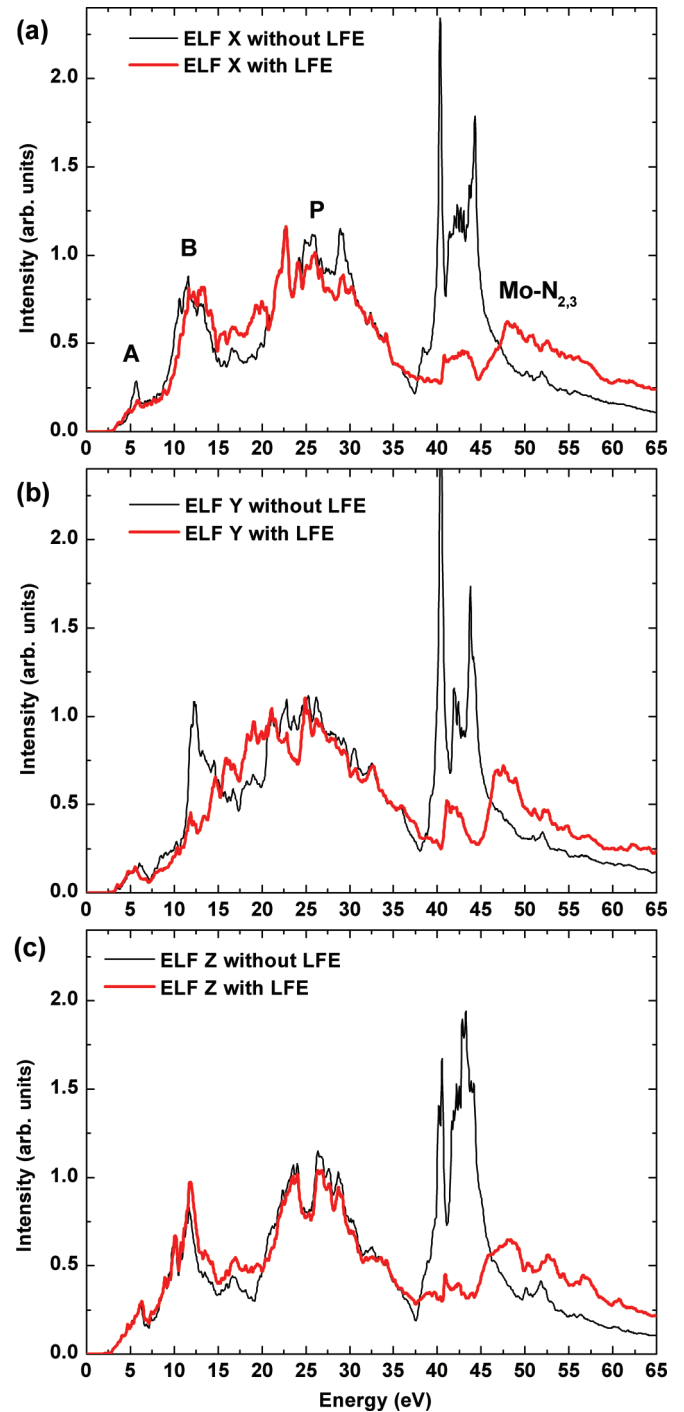 (a)
ELF X without LFE
ELF X with LFE
2.0
1.5
1.0
0.5
0.0
Intensity (arb. units)
A
B
P
Mo-N2,3
0 5 10 15 20 25 30 35 40 45 50 55 60 65
(b)
ELF Y without LFE
ELF Y with LFE
2.0
1.5
1.0
0.5
0.0
Intensity (arb. units)
0 5 10 15 20 25 30 35 40 45 50 55 60 65
(c)
ELF Z without LFE
ELF Z with LFE
2.0
1.5
1.0
0.5
0.0
Intensity (arb. units)
0 5 10 15 20 25 30 35 40 45 50 55 60 65
Energy (eV)